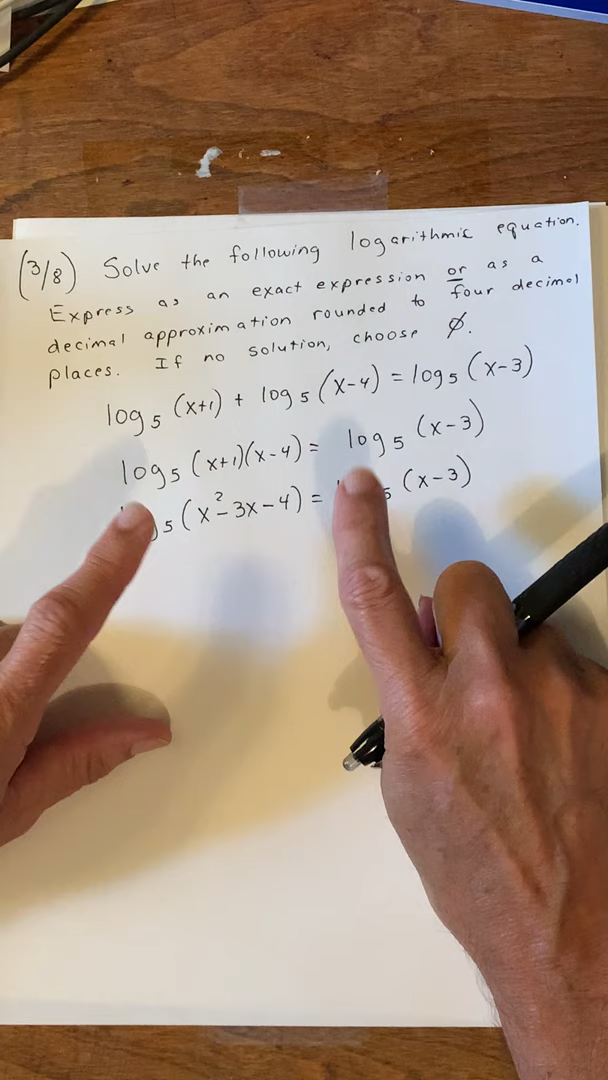 (3/8) Solve the following logarithmic equation.
Express as an exact expression or as a
decimal approximation rounded to four decimal
places. If no solution, choose Ø.
log₅ (x+1) + log₅ (x-4) = log₅ (x-3)
log₅ (x+1)(x-4) = log₅ (x-3)
5 (x²-3x-4) = 5 (x-3)